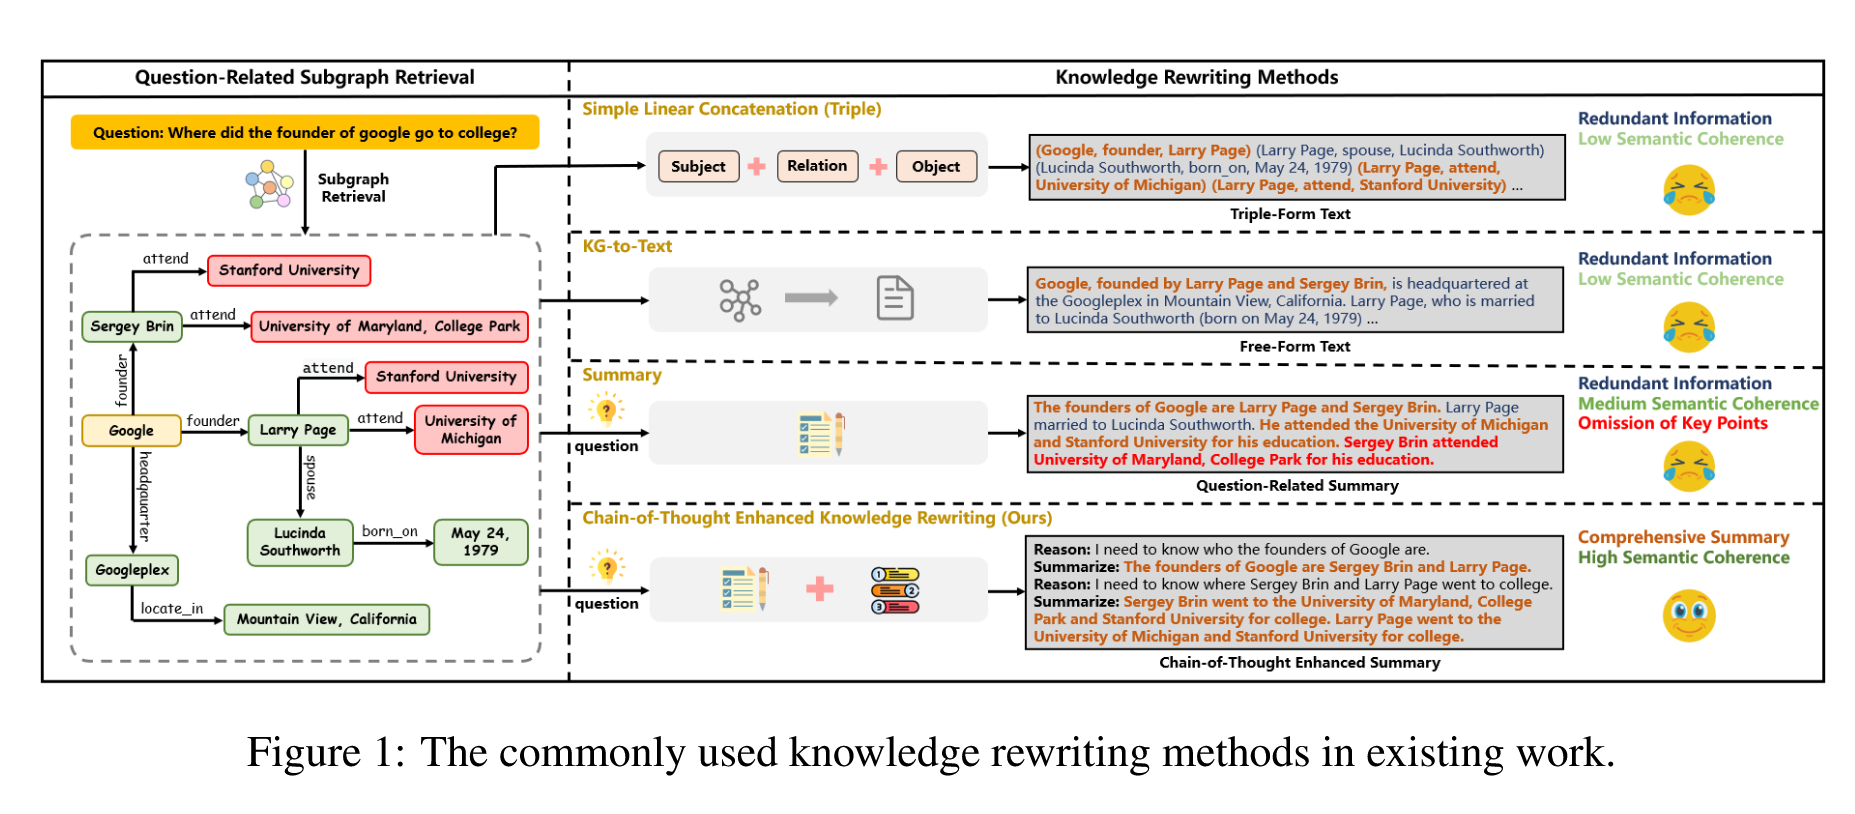 Question-Related Subgraph Retrieval
Knowledge Rewriting Methods
Question: Where did the founder of google go to college?
Subgraph
Retrieval
attend
Stanford University
Sergey Brin
attend
University of Maryland, College Park
founder
attend
Stanford University
Google
founder
Larry Page
attend
University of
Michigan
headquarter
spouse
Lucinda
Southworth
born_on
May 24,
1979
Googleplex
locate_in
Mountain View, California
Simple Linear Concatenation (Triple)
Subject
Relation
Object
(Google, founder, Larry Page) (Larry Page, spouse, Lucinda Southworth)
(Lucinda Southworth, born_on, May 24, 1979) (Larry Page, attend,
University of Michigan) (Larry Page, attend, Stanford University) ...
Triple-Form Text
Redundant Information
Low Semantic Coherence
KG-to-Text
Google, founded by Larry Page and Sergey Brin, is headquartered at
the Googleplex in Mountain View, California. Larry Page, who is married
to Lucinda Southworth (born on May 24, 1979) ...
Free-Form Text
Redundant Information
Low Semantic Coherence
Summary
question
The founders of Google are Larry Page and Sergey Brin. Larry Page
married to Lucinda Southworth. He attended the University of Michigan
and Stanford University for his education. Sergey Brin attended
University of Maryland, College Park for his education.
Question-Related Summary
Redundant Information
Medium Semantic Coherence
Omission of Key Points
Chain-of-Thought Enhanced Knowledge Rewriting (Ours)
question
1
2
3
Reason: I need to know who the founders of Google are.
Summarize: The founders of Google are Sergey Brin and Larry Page.
Reason: I need to know where Sergey Brin and Larry Page went to college.
Summarize: Sergey Brin went to the University of Maryland, College
Park and Stanford University for college. Larry Page went to the
University of Michigan and Stanford University for college.
Chain-of-Thought Enhanced Summary
Comprehensive Summary
High Semantic Coherence
Figure 1: The commonly used knowledge rewriting methods in existing work.